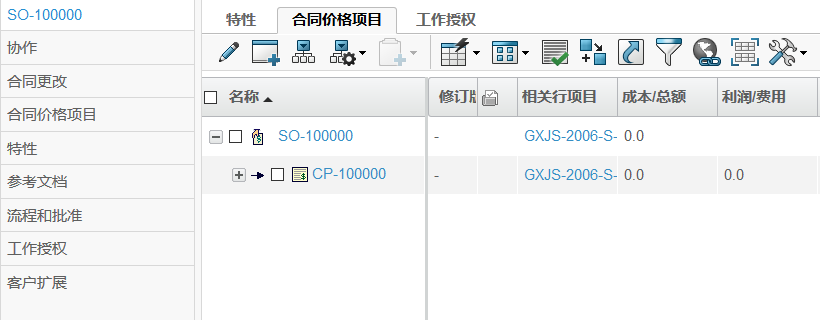 SO-100000
协作
合同更改
合同价格项目
特性
参考文档
流程和批准
工作授权
客户扩展
特性 合同价格项目 工作授权
名称 修订版 相关行项目 成本/总额 利润/费用
SO-100000 - GXJS-2006-S- 0.0
CP-100000 - GXJS-2006-S- 0.0 0.0